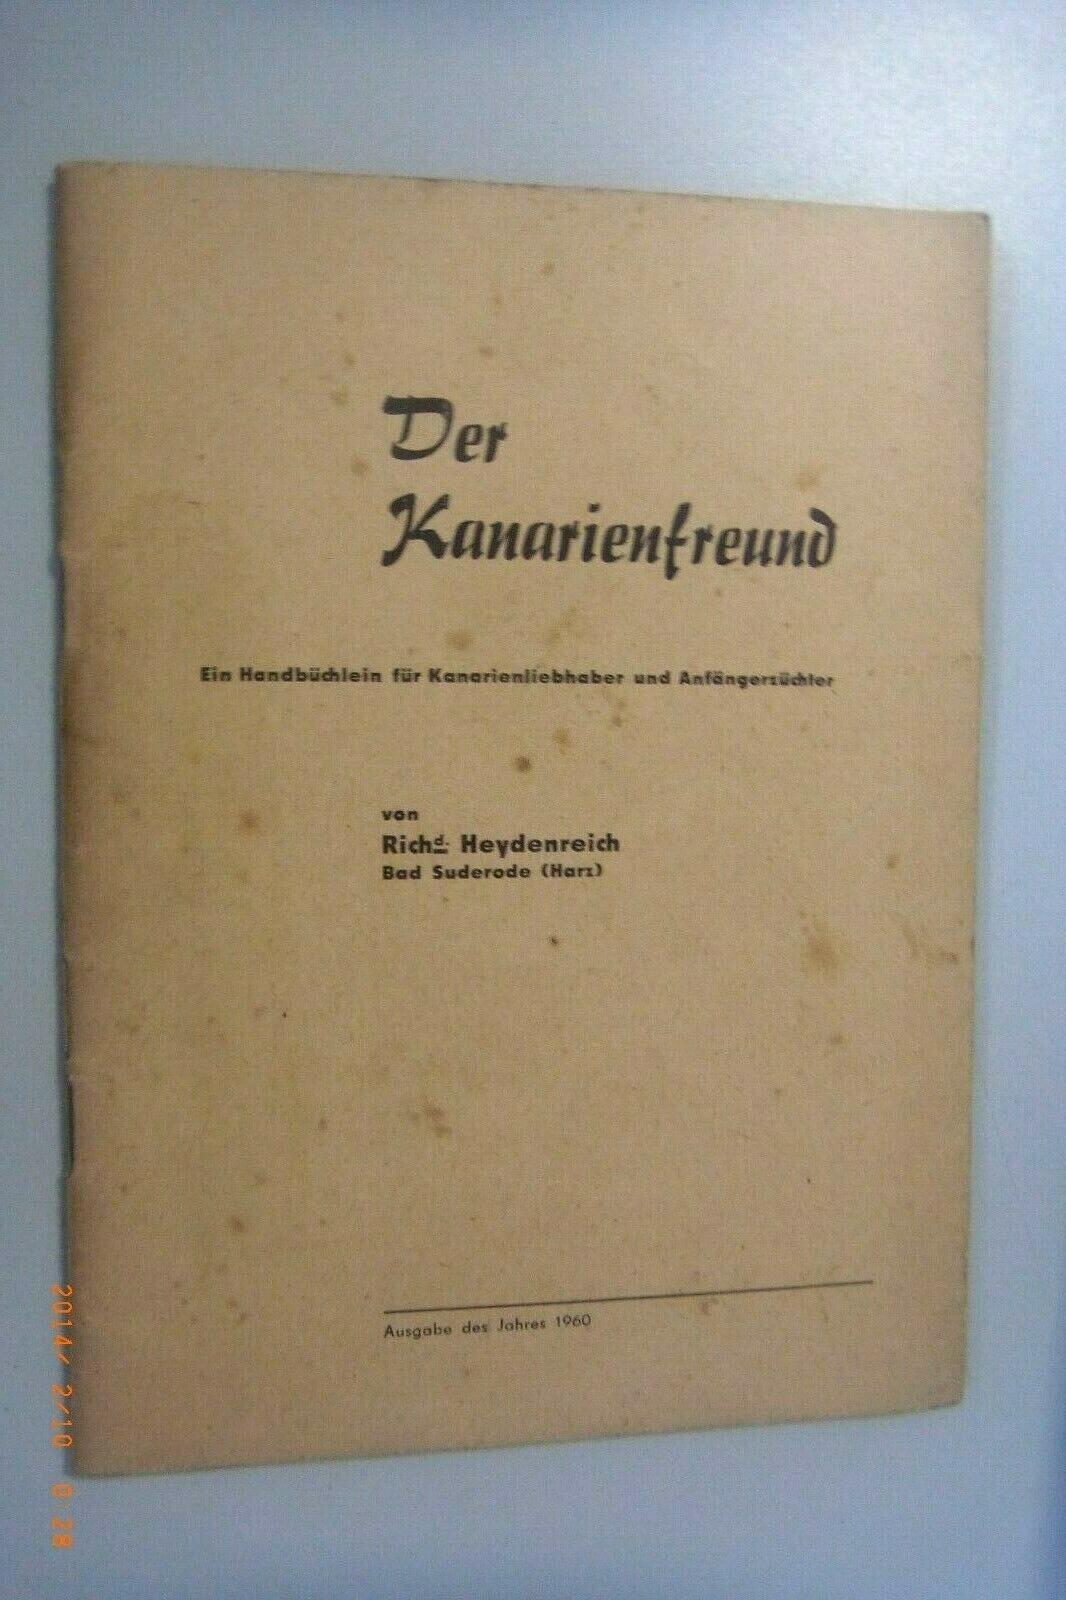 Der
Kanarienfreund
Ein Handbüchlein für Kanarienliebhaber und Anfängerzüchter
von
Richd. Heydenreich
Bad Suderode (Harz)
Ausgabe des Jahres 1960
2014/ 2/10 8:28